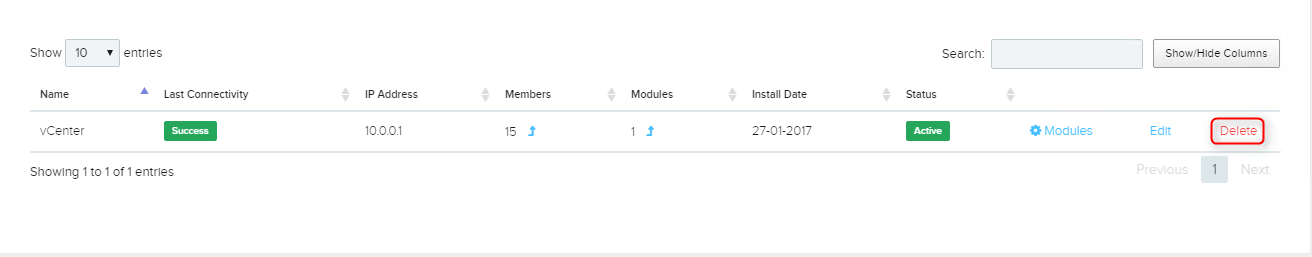 Show 10 entries Search: Show/Hide Columns
Name Last Connectivity IP Address Members Modules Install Date Status
vCenter Success 10.0.0.1 15 1 27-01-2017 Active Modules Edit Delete
Showing 1 to 1 of 1 entries Previous 1 Next